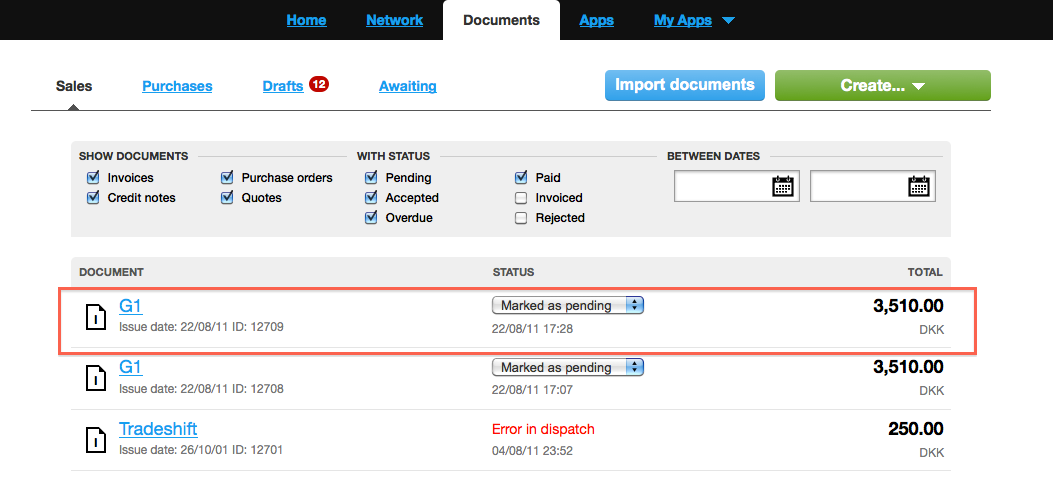 Home Network Documents Apps My Apps
Sales Purchases Drafts 12 Awaiting Import documents Create...
SHOW DOCUMENTS WITH STATUS BETWEEN DATES
Invoices Purchase orders Pending Paid
Credit notes Quotes Accepted Invoiced
Overdue Rejected
DOCUMENT STATUS TOTAL
I G1 Marked as pending 3,510.00
Issue date: 22/08/11 ID: 12709 22/08/11 17:28 DKK
I G1 Marked as pending 3,510.00
Issue date: 22/08/11 ID: 12708 22/08/11 17:07 DKK
I Tradeshift Error in dispatch 250.00
Issue date: 26/10/01 ID: 12701 04/08/11 23:52 DKK